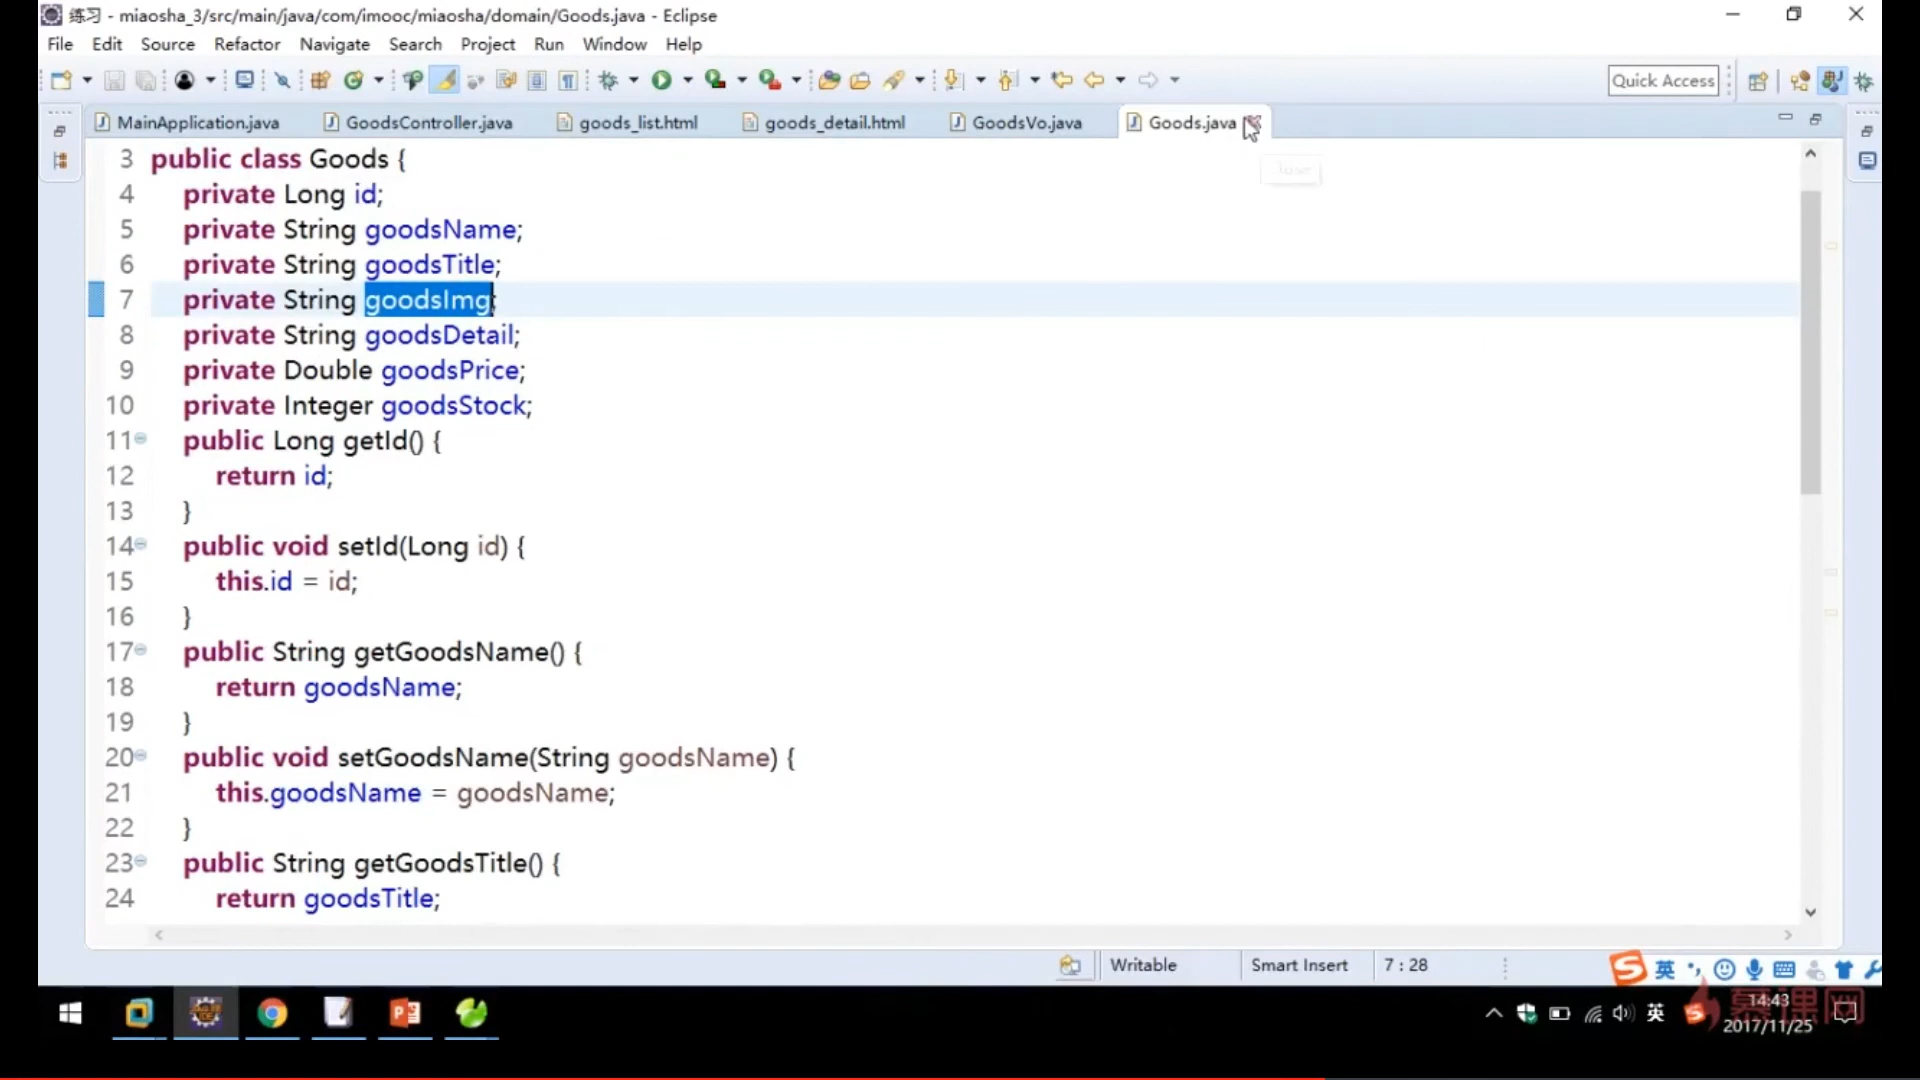 练习 - miaosha_3/src/main/java/com/imooc/miaosha/domain/Goods.java - Eclipse
File Edit Source Refactor Navigate Search Project Run Window Help
Quick Access
MainApplication.java GoodsController.java goods_list.html goods_detail.html GoodsVo.java Goods.java
Close
3 public class Goods {
4 private Long id;
5 private String goodsName;
6 private String goodsTitle;
7 private String goodsImg;
8 private String goodsDetail;
9 private Double goodsPrice;
10 private Integer goodsStock;
11 public Long getId() {
12 return id;
13 }
14 public void setId(Long id) {
15 this.id = id;
16 }
17 public String getGoodsName() {
18 return goodsName;
19 }
20 public void setGoodsName(String goodsName) {
21 this.goodsName = goodsName;
22 }
23 public String getGoodsTitle() {
24 return goodsTitle;
Writable Smart Insert 7 : 28
英
英 14:43
慕课网
2017/11/25